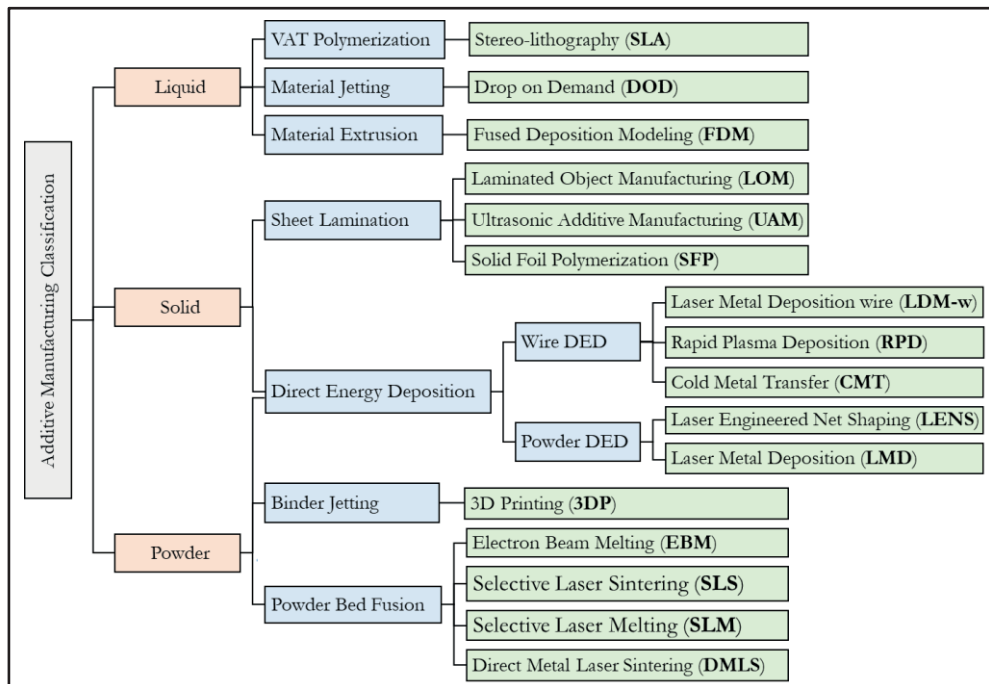 Additive Manufacturing Classification
Liquid
VAT Polymerization
Stereo-lithography (SLA)
Material Jetting
Drop on Demand (DOD)
Material Extrusion
Fused Deposition Modeling (FDM)
Solid
Sheet Lamination
Laminated Object Manufacturing (LOM)
Ultrasonic Additive Manufacturing (UAM)
Solid Foil Polymerization (SFP)
Direct Energy Deposition
Wire DED
Laser Metal Deposition wire (LDM-w)
Rapid Plasma Deposition (RPD)
Cold Metal Transfer (CMT)
Powder DED
Laser Engineered Net Shaping (LENS)
Laser Metal Deposition (LMD)
Powder
Binder Jetting
3D Printing (3DP)
Powder Bed Fusion
Electron Beam Melting (EBM)
Selective Laser Sintering (SLS)
Selective Laser Melting (SLM)
Direct Metal Laser Sintering (DMLS)